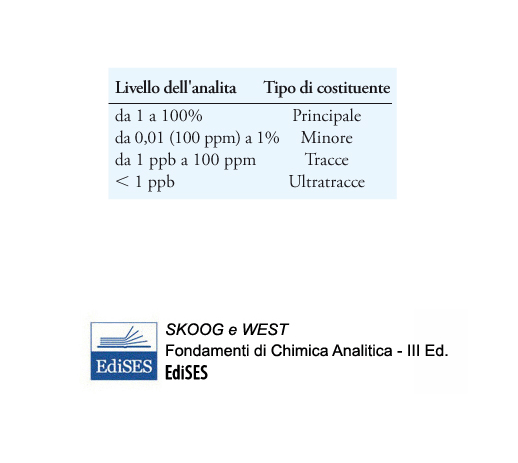 Livello dell'analita Tipo di costituente
da 1 a 100% Principale
da 0,01 (100 ppm) a 1% Minore
da 1 ppb a 100 ppm Tracce
< 1 ppb Ultratracce
SKOOG e WEST
Fondamenti di Chimica Analitica - III Ed.
EdiSES
EdiSES